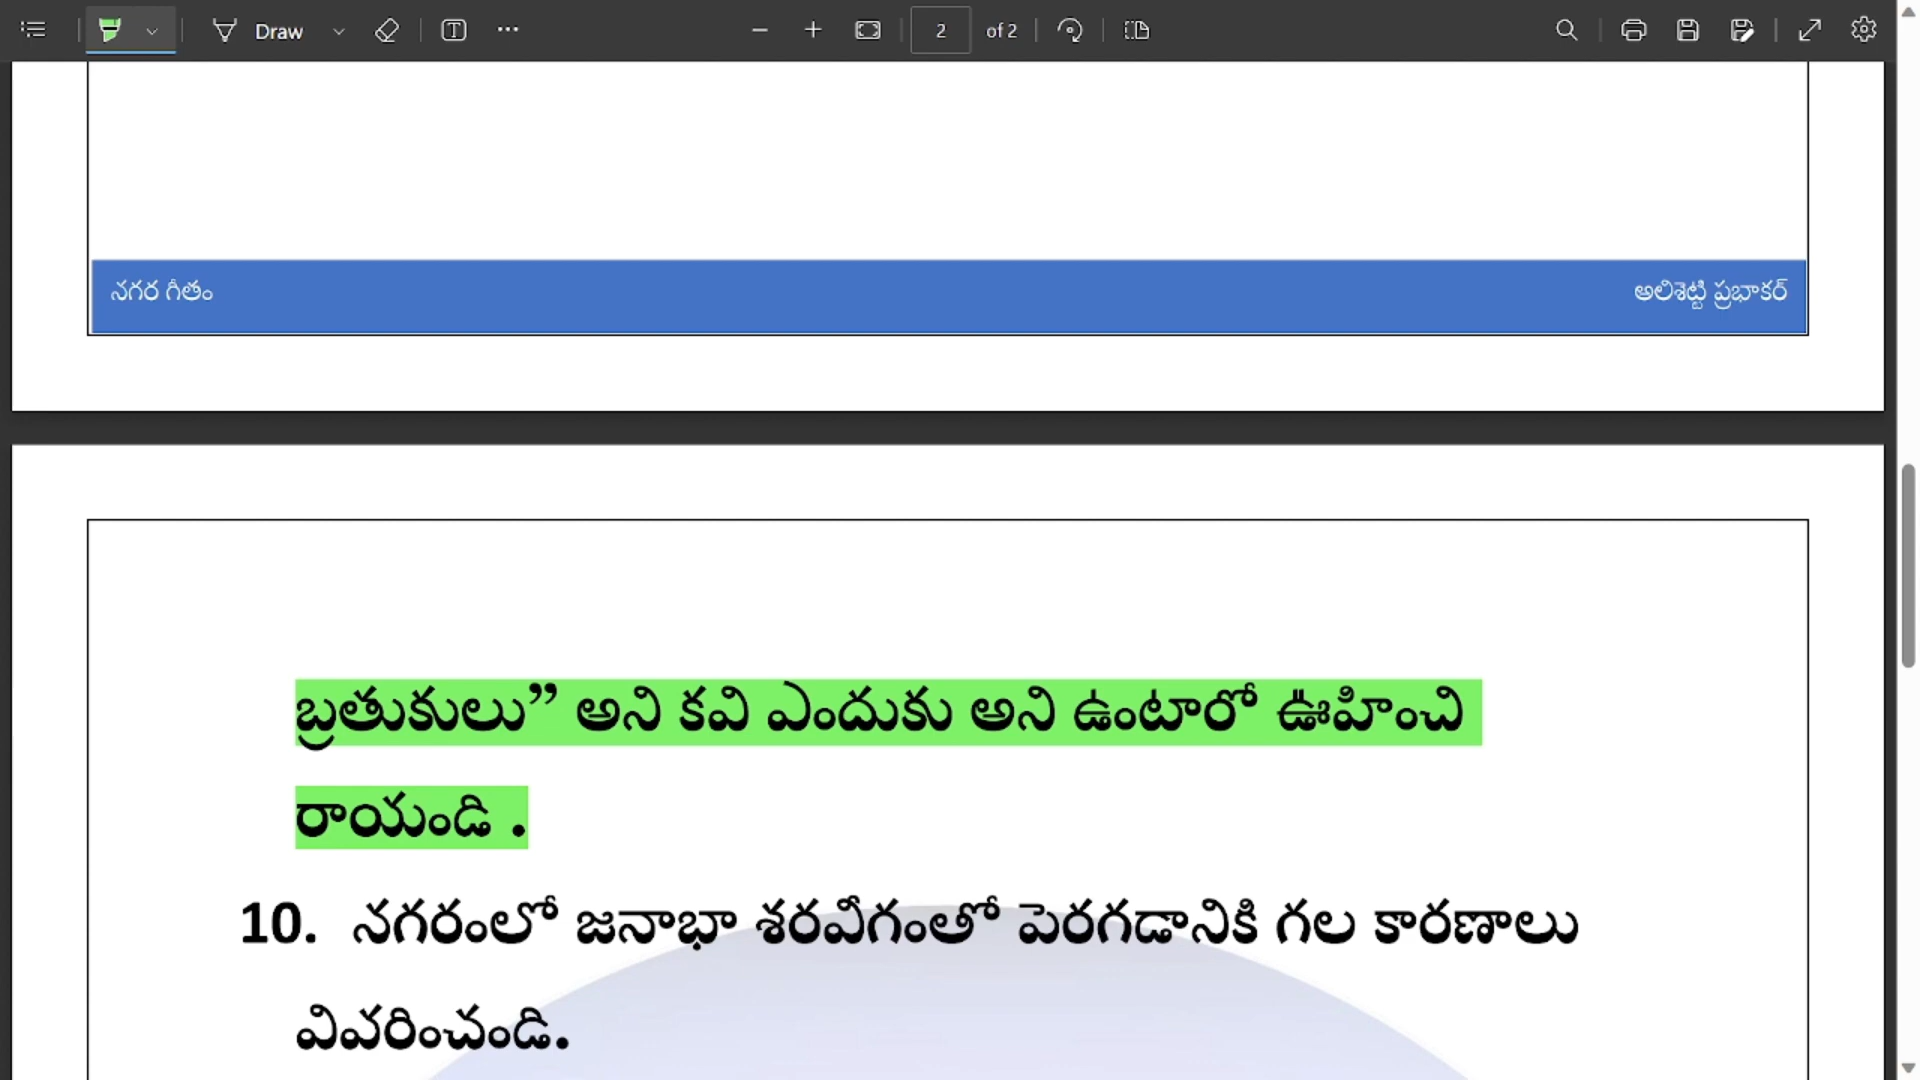 Draw 2 of 2
నగర గీతం అలిశెట్టి ప్రభాకర్
బ్రతుకులు” అని కవి ఎందుకు అని ఉంటారో ఊహించి
రాయండి .
10. నగరంలో జనాభా శరవేగంతో పెరగడానికి గల కారణాలు
వివరించండి.